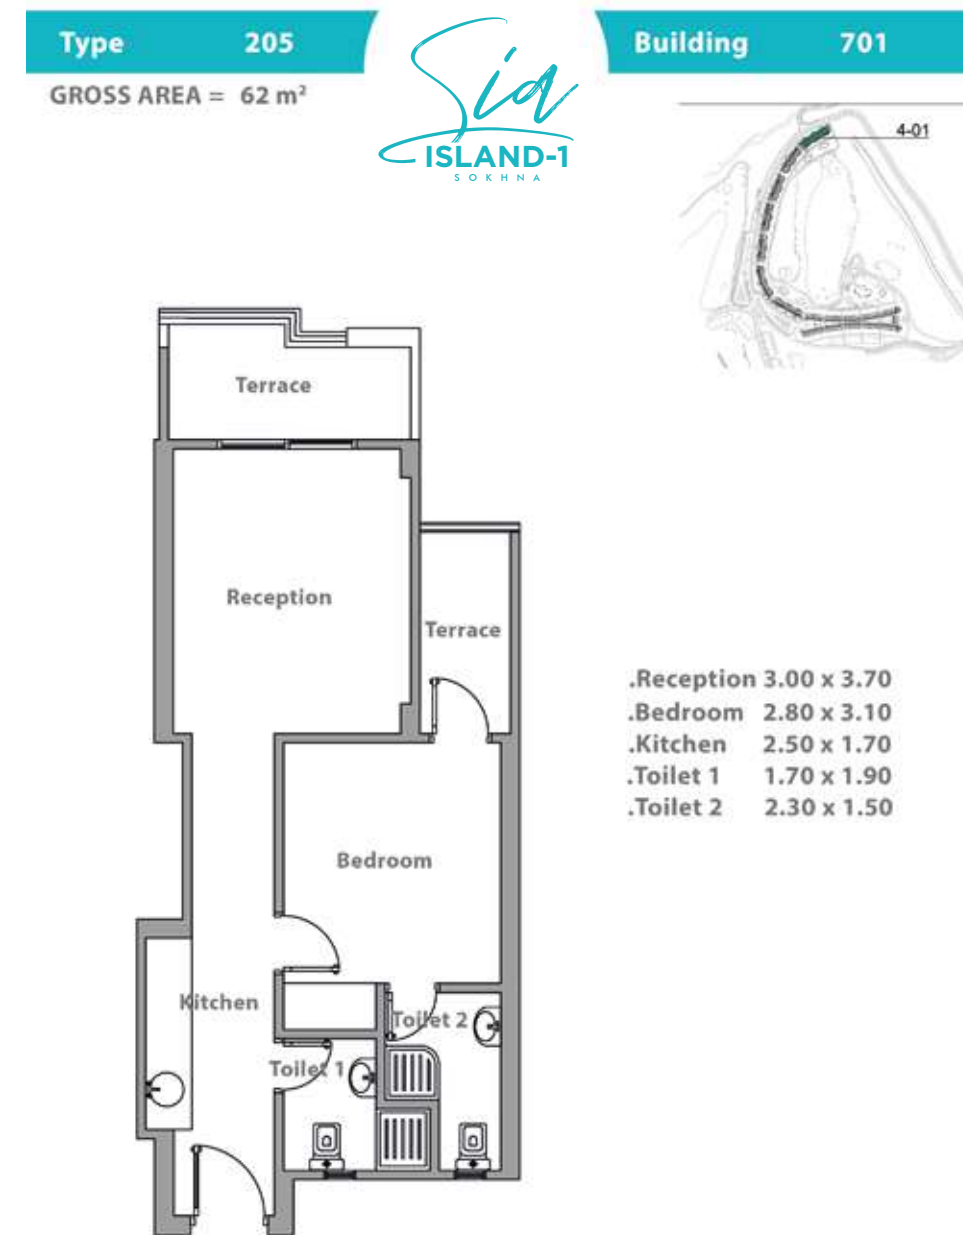 Type 205
Building 701
GROSS AREA = 62 m²
Sid
ISLAND-1
SOKHNA
4-01
Terrace
Reception
Terrace
.Reception 3.00 x 3.70
.Bedroom 2.80 x 3.10
.Kitchen 2.50 x 1.70
.Toilet 1 1.70 x 1.90
.Toilet 2 2.30 x 1.50
Bedroom
Kitchen
Toilet 2
Toilet 1